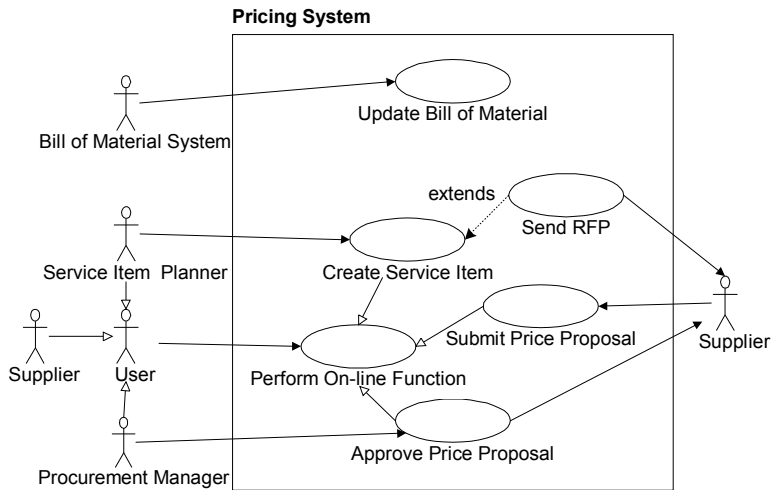 Pricing System
Update Bill of Material
Bill of Material System
extends
Send RFP
Service Item  Planner
Create Service Item
Submit Price Proposal
Supplier
Supplier
User
Perform On-line Function
Approve Price Proposal
Procurement Manager